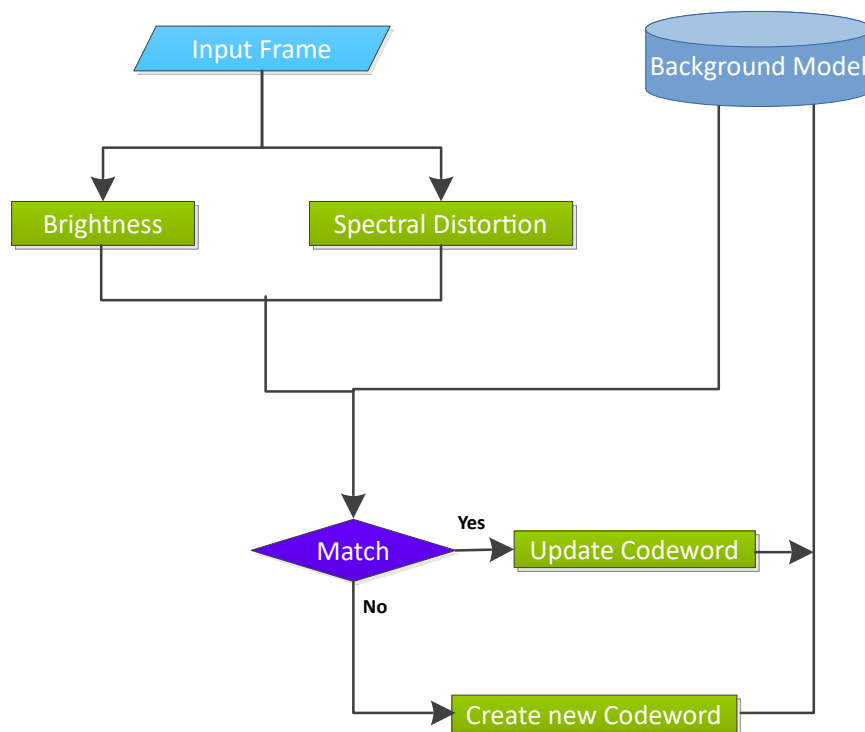 Input Frame
Background Model
Brightness
Spectral Distortion
Match
Yes
Update Codeword
No
Create new Codeword